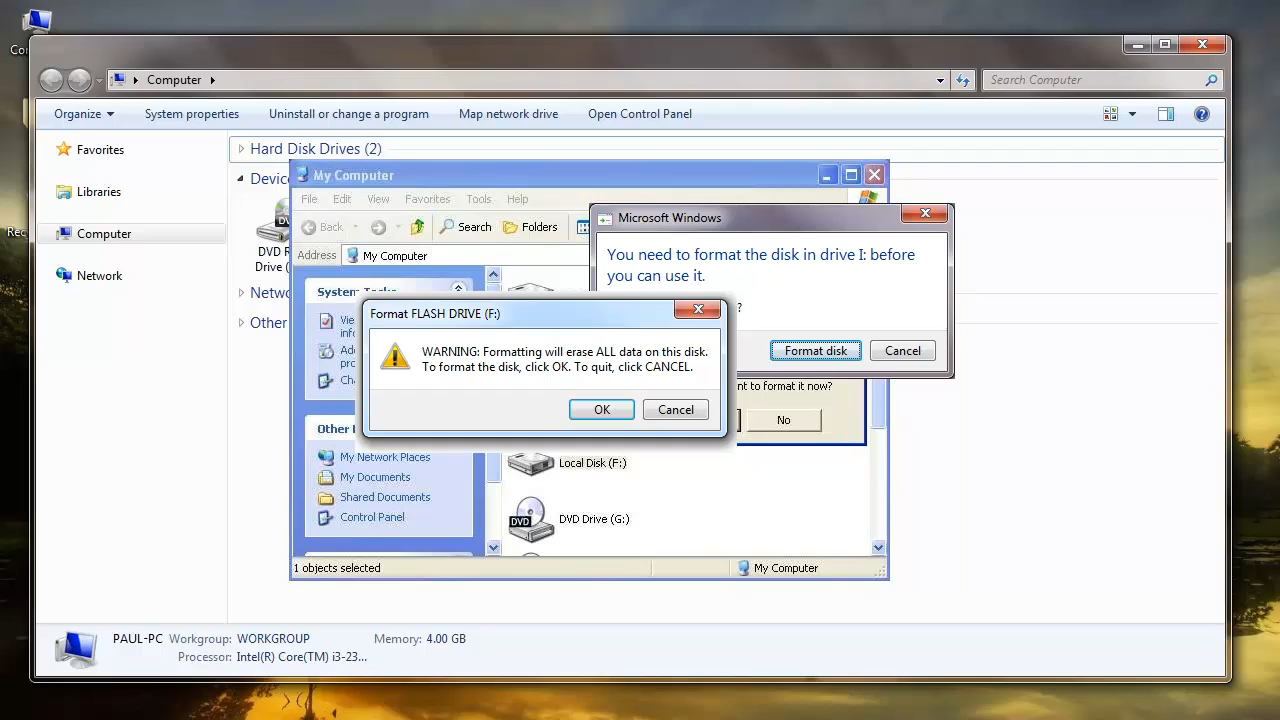 Computer
Search Computer
Organize
System properties
Uninstall or change a program
Map network drive
Open Control Panel
Favorites
Libraries
Computer
Network
Hard Disk Drives (2)
My Computer
File Edit View Favorites Tools Help
Back
Search
Folders
Address
My Computer
System Tasks
Other
My Network Places
My Documents
Shared Documents
Control Panel
Local Disk (F:)
DVD
DVD Drive (G:)
1 objects selected
My Computer
Microsoft Windows
You need to format the disk in drive I: before
you can use it.
?
Format disk
Cancel
nt to format it now?
No
Format FLASH DRIVE (F:)
WARNING: Formatting will erase ALL data on this disk.
To format the disk, click OK. To quit, click CANCEL.
OK
Cancel
DVD R
Drive (
PAUL-PC Workgroup: WORKGROUP Memory: 4.00 GB
Processor: Intel(R) Core(TM) i3-23...